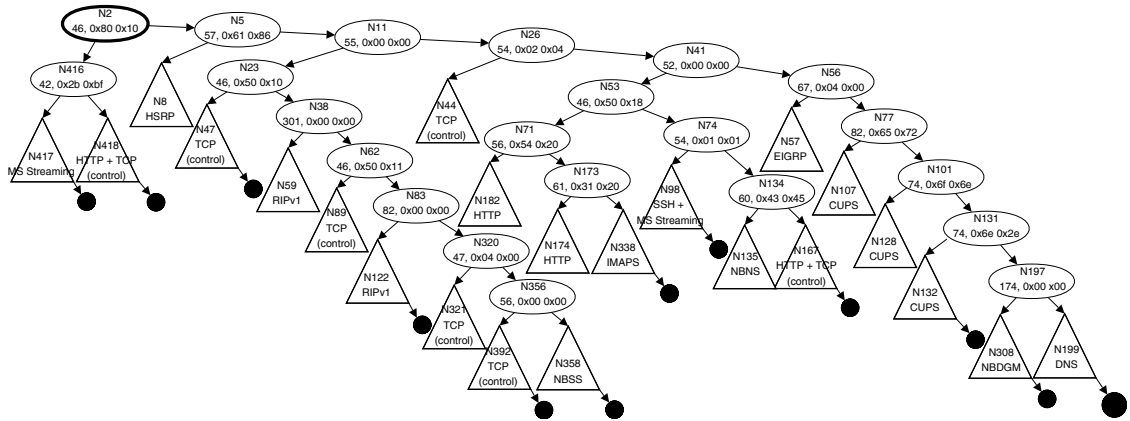 N2
46, 0x80 0x10
N5
57, 0x61 0x86
N11
55, 0x00 0x00
N26
54, 0x02 0x04
N41
52, 0x00 0x00
N56
67, 0x04 0x00
N416
42, 0x2b 0xbf
N8
HSRP
N23
46, 0x50 0x10
N44
TCP
(control)
N53
46, 0x50 0x18
N57
EIGRP
N77
82, 0x65 0x72
N417
MS Streaming
N418
HTTP + TCP
(control)
N47
TCP
(control)
N38
301, 0x00 0x00
N71
56, 0x54 0x20
N74
54, 0x01 0x01
N107
CUPS
N101
74, 0x6f 0x6e
N59
RIPv1
N62
46, 0x50 0x11
N182
HTTP
N173
61, 0x31 0x20
N98
SSH +
MS Streaming
N134
60, 0x43 0x45
N128
CUPS
N131
74, 0x6e 0x2e
N89
TCP
(control)
N83
82, 0x00 0x00
N174
HTTP
N338
IMAPS
N135
NBNS
N167
HTTP + TCP
(control)
N132
CUPS
N197
174, 0x00 x00
N122
RIPv1
N320
47, 0x04 0x00
N321
TCP
(control)
N356
56, 0x00 0x00
N308
NBDGM
N199
DNS
N392
TCP
(control)
N358
NBSS